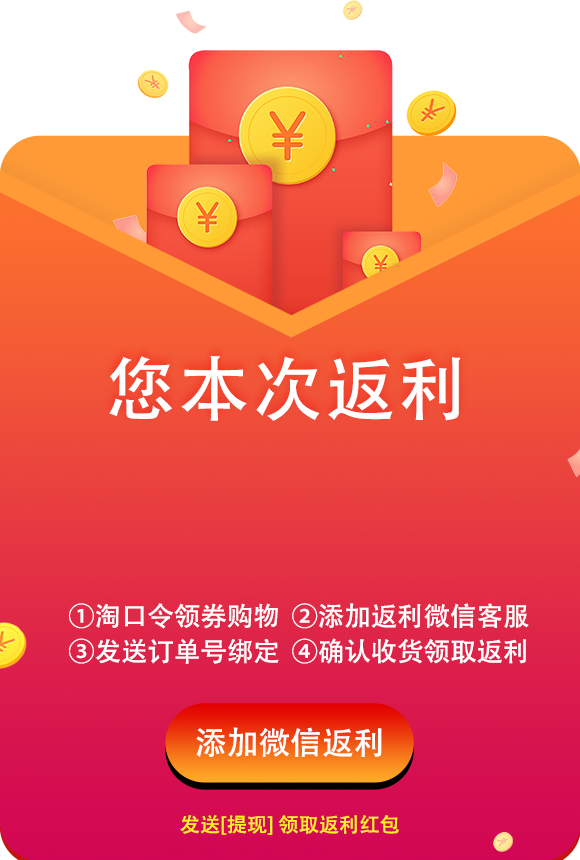 您本次返利
①淘口令领券购物 ②添加返利微信客服
③发送订单号绑定 ④确认收货领取返利
添加微信返利
发送[提现] 领取返利红包